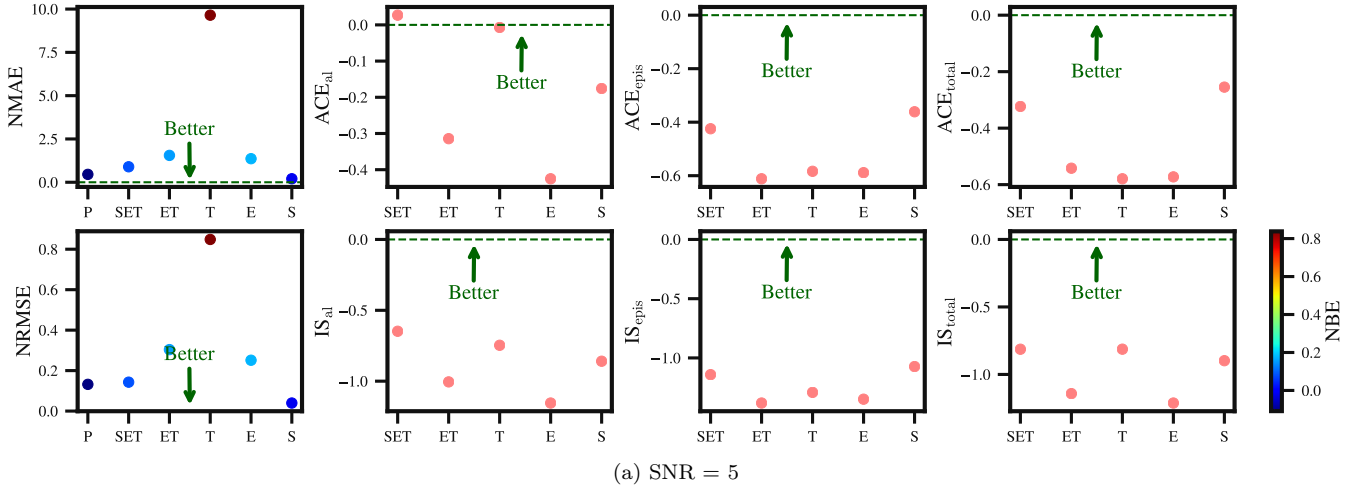 NMAE
10.0
7.5
5.0
2.5
0.0
Better
P SET ET T E S
ACE_al
0.0
−0.1
−0.2
−0.3
−0.4
Better
SET ET T E S
ACE_epis
0.0
−0.2
−0.4
−0.6
Better
SET ET T E S
ACE_total
0.0
−0.2
−0.4
−0.6
Better
SET ET T E S
NRMSE
0.8
0.6
0.4
0.2
0.0
Better
P SET ET T E S
IS_al
0.0
−0.5
−1.0
Better
SET ET T E S
IS_epis
0.0
−0.5
−1.0
Better
SET ET T E S
IS_total
0.0
−0.5
−1.0
Better
SET ET T E S
0.8
0.6
0.4
0.2
0.0
NBE
(a) SNR = 5